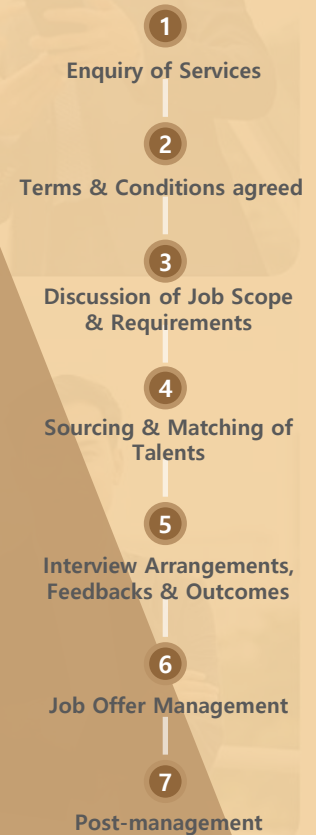 1
Enquiry of Services
2
Terms & Conditions agreed
3
Discussion of Job Scope
& Requirements
4
Sourcing & Matching of
Talents
5
Interview Arrangements,
Feedbacks & Outcomes
6
Job Offer Management
7
Post-management